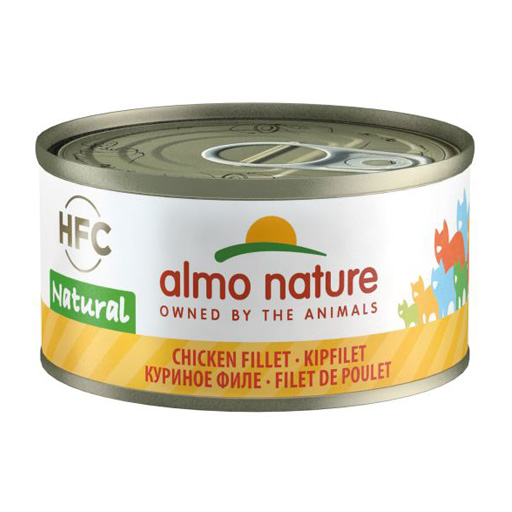 HFC
Natural
almo nature
OWNED BY THE ANIMALS
CHICKEN FILLET · KIPFILET
КУРИНОЕ ФИЛЕ · FILET DE POULET